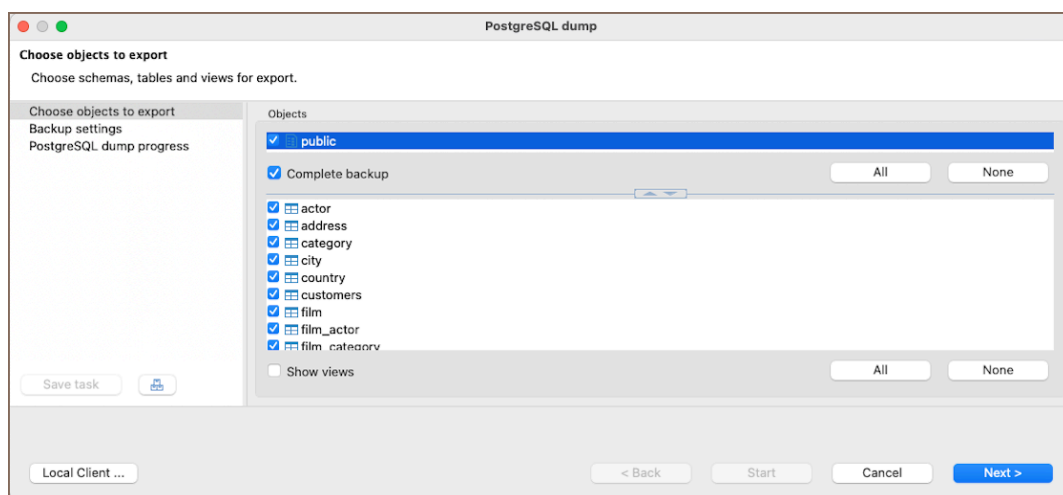 PostgreSQL dump
Choose objects to export
Choose schemas, tables and views for export.
Choose objects to export
Backup settings
PostgreSQL dump progress
Save task
Objects
public
Complete backup
All
None
actor
address
category
city
country
customers
film
film_actor
film_category
Show views
All
None
Local Client ...
< Back
Start
Cancel
Next >